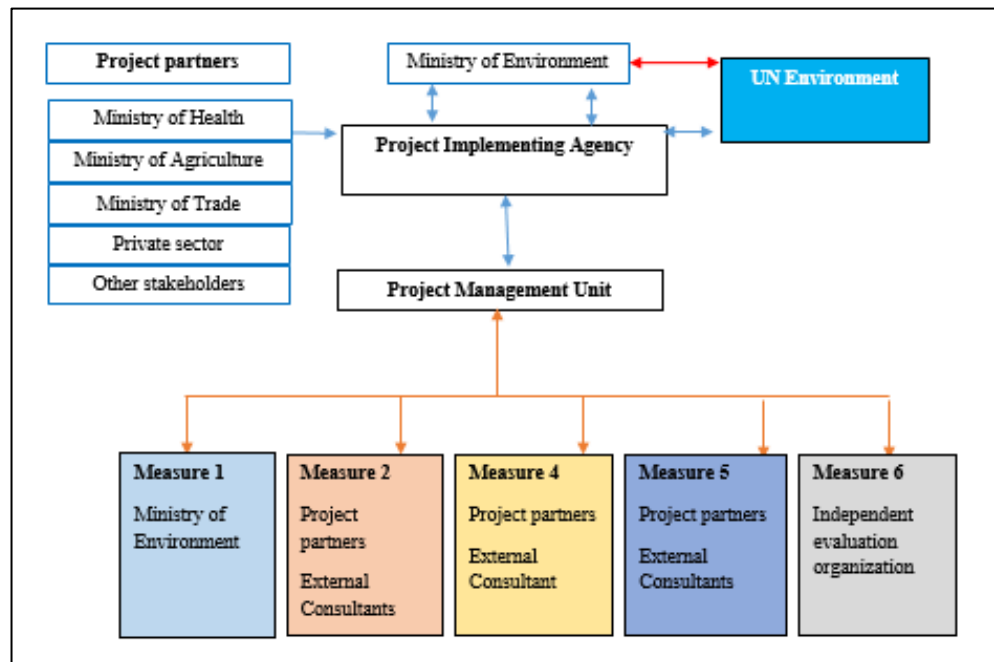 Project partners
Ministry of Health
Ministry of Agriculture
Ministry of Trade
Private sector
Other stakeholders
Ministry of Environment
UN Environment
Project Implementing Agency
Project Management Unit
Measure 1
Ministry of
Environment
Measure 2
Project
partners
External
Consultants
Measure 4
Project partners
External
Consultant
Measure 5
Project partners
External
Consultants
Measure 6
Independent
evaluation
organization